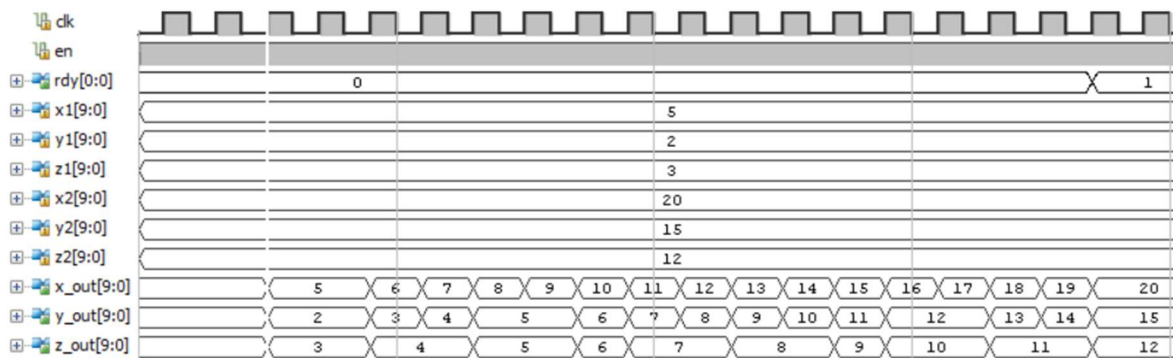 clk
en
rdy[0:0] 0 1
x1[9:0] 5
y1[9:0] 2
z1[9:0] 3
x2[9:0] 20
y2[9:0] 15
z2[9:0] 12
x_out[9:0] 5 6 7 8 9 10 11 12 13 14 15 16 17 18 19 20
y_out[9:0] 2 3 4 5 6 7 8 9 10 11 12 13 14 15
z_out[9:0] 3 4 5 6 7 8 9 10 11 12